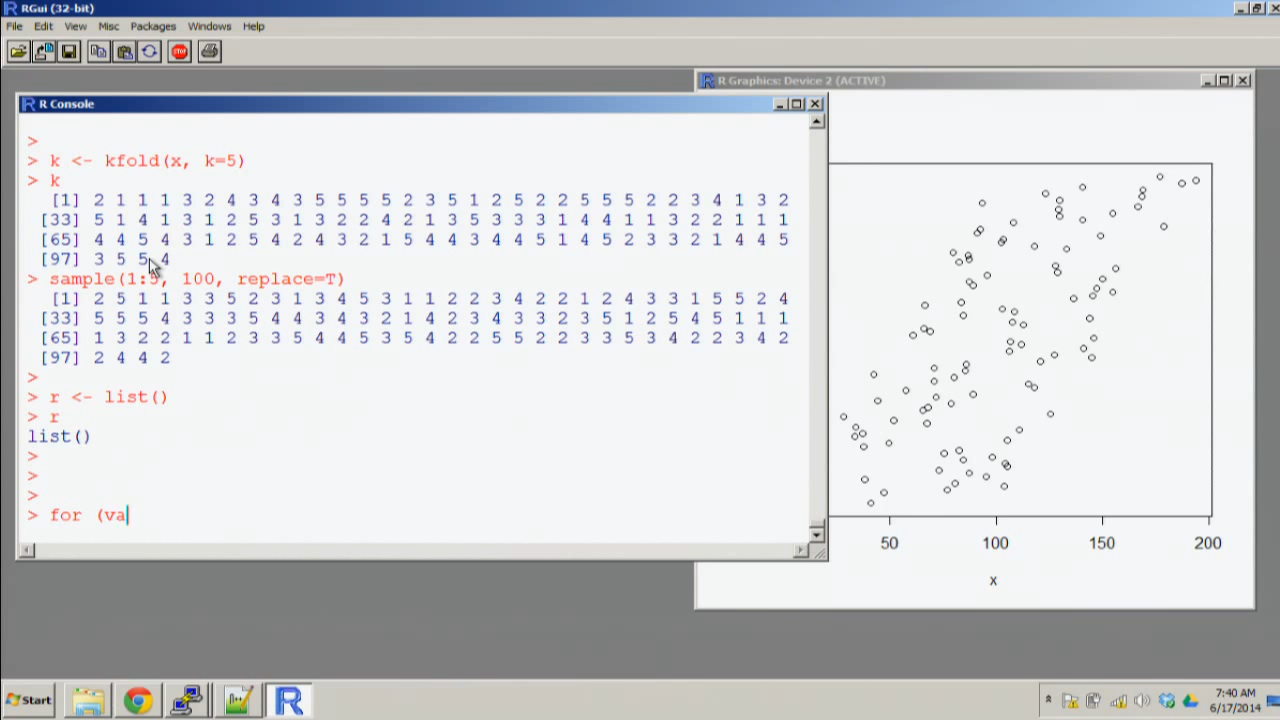 RGui (32-bit)
File Edit View Misc Packages Windows Help
STOP
R Graphics: Device 2 (ACTIVE)
R Console
>
> k <- kfold(x, k=5)
> k
[1] 2 1 1 1 3 2 4 3 4 3 5 5 5 5 2 3 5 1 2 5 2 2 5 5 5 2 2 3 4 1 3 2
[33] 5 1 4 1 3 1 2 5 3 1 3 2 2 4 2 1 3 5 3 3 3 1 4 4 1 1 3 2 2 1 1 1
[65] 4 4 5 4 3 1 2 5 4 2 4 3 2 1 5 4 4 3 4 4 5 1 4 5 2 3 3 2 1 4 4 5
[97] 3 5 5 4
> sample(1:5, 100, replace=T)
[1] 2 5 1 1 3 3 5 2 3 1 3 4 5 3 1 1 2 2 3 4 2 2 1 2 4 3 3 1 5 5 2 4
[33] 5 5 5 4 3 3 3 5 4 4 3 4 3 2 1 4 2 3 4 3 3 2 3 5 1 2 5 4 5 1 1 1
[65] 1 3 2 2 1 1 2 3 3 5 4 4 5 3 5 4 2 2 5 5 2 2 3 3 5 3 4 2 2 3 4 2
[97] 2 4 4 2
>
> r <- list()
> r
list()
>
>
>
> for (va
50 100 150 200
x
Start
7:40 AM
6/17/2014